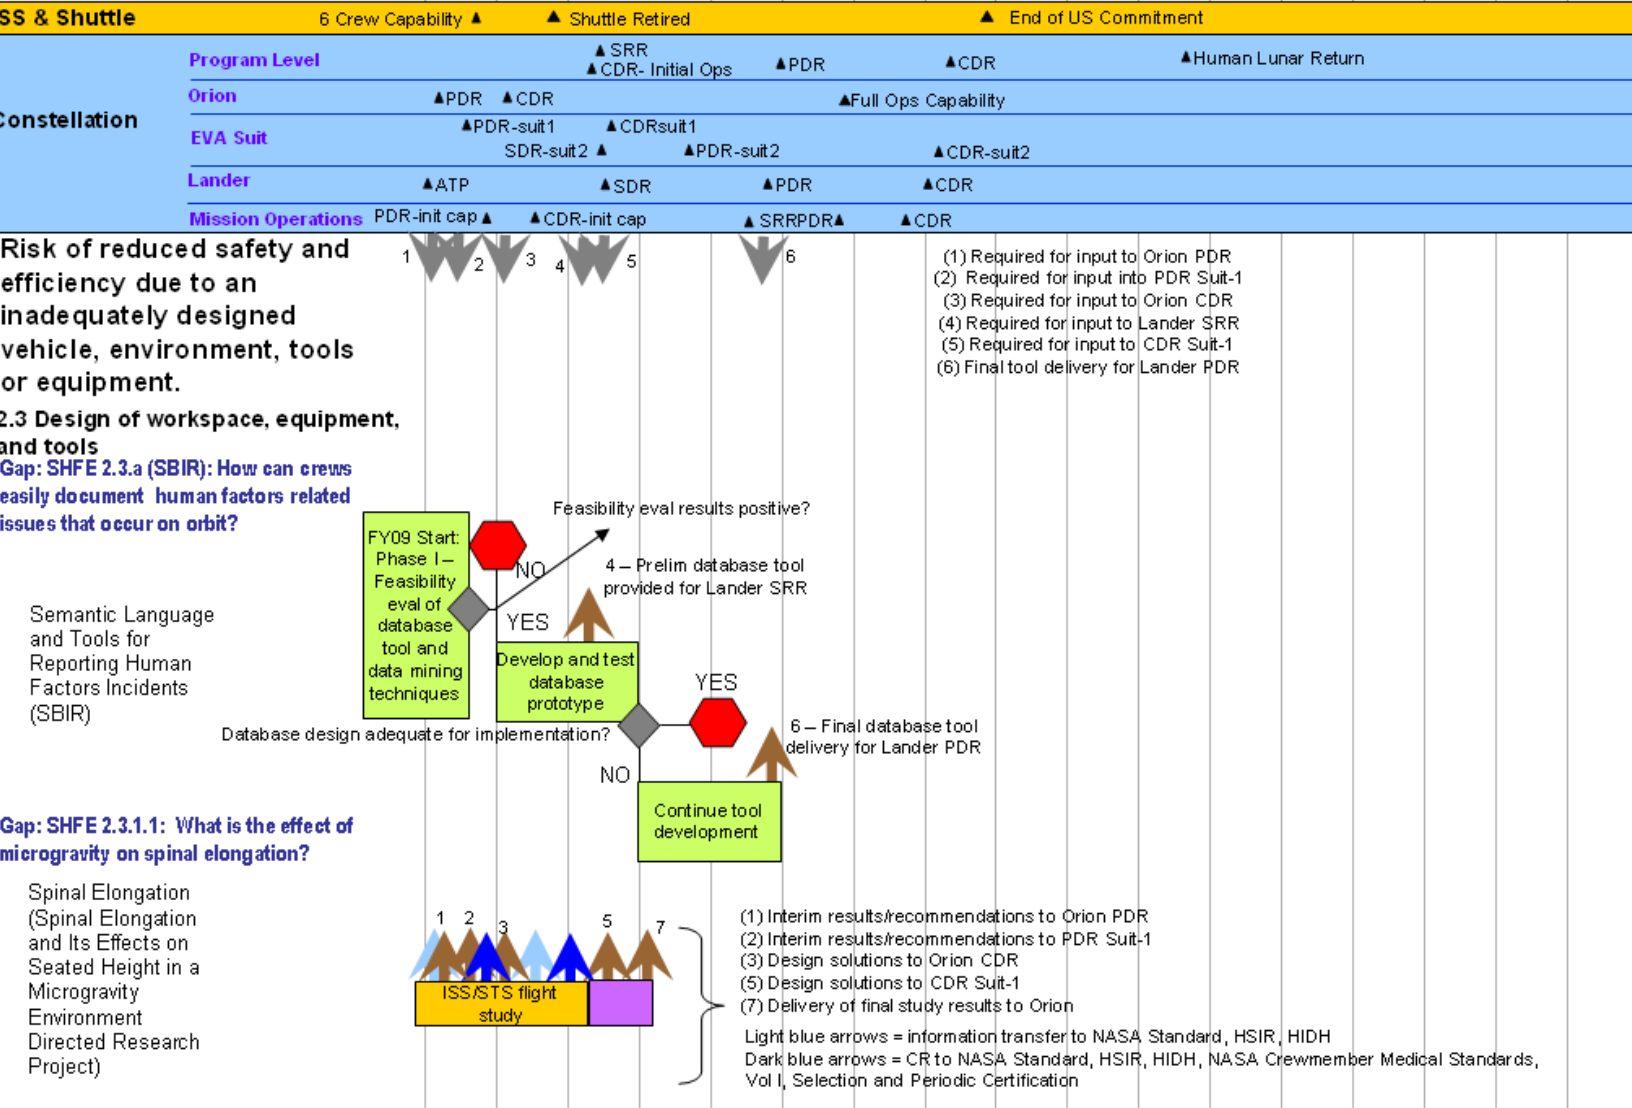 SS & Shuttle
6 Crew Capability
Shuttle Retired
End of US Commitment
Constellation
Program Level
SRR
CDR- Initial Ops
PDR
CDR
Human Lunar Return
Orion
PDR
CDR
Full Ops Capability
EVA Suit
PDR-suit1
CDRsuit1
SDR-suit2
PDR-suit2
CDR-suit2
Lander
ATP
SDR
PDR
CDR
Mission Operations
PDR-init cap
CDR-init cap
SRRPDR
CDR
Risk of reduced safety and
efficiency due to an
inadequately designed
vehicle, environment, tools
or equipment.
1
2
3
4
5
6
(1) Required for input to Orion PDR
(2) Required for input into PDR Suit-1
(3) Required for input to Orion CDR
(4) Required for input to Lander SRR
(5) Required for input to CDR Suit-1
(6) Final tool delivery for Lander PDR
2.3 Design of workspace, equipment,
and tools
Gap: SHFE 2.3.a (SBIR): How can crews
easily document human factors related
issues that occur on orbit?
Semantic Language
and Tools for
Reporting Human
Factors Incidents
(SBIR)
FY09 Start:
Phase I –
Feasibility
eval of
database
tool and
data mining
techniques
Feasibility eval results positive?
NO
YES
4 – Prelim database tool
provided for Lander SRR
Develop and test
database
prototype
YES
Database design adequate for implementation?
NO
6 – Final database tool
delivery for Lander PDR
Continue tool
development
Gap: SHFE 2.3.1.1: What is the effect of
microgravity on spinal elongation?
Spinal Elongation
(Spinal Elongation
and Its Effects on
Seated Height in a
Microgravity
Environment
Directed Research
Project)
1
2
3
5
7
ISS/STS flight
study
(1) Interim results/recommendations to Orion PDR
(2) Interim results/recommendations to PDR Suit-1
(3) Design solutions to Orion CDR
(5) Design solutions to CDR Suit-1
(7) Delivery of final study results to Orion
Light blue arrows = information transfer to NASA Standard, HSIR, HIDH
Dark blue arrows = CR to NASA Standard, HSIR, HIDH, NASA Crewmember Medical Standards,
Vol I, Selection and Periodic Certification